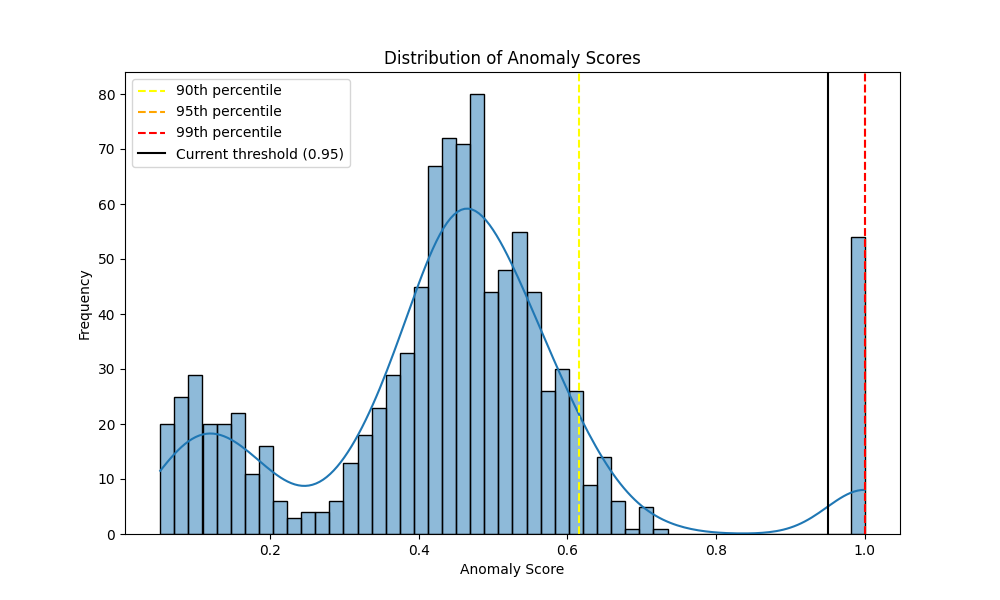 Distribution of Anomaly Scores
90th percentile
95th percentile
99th percentile
Current threshold (0.95)
Frequency
80
70
60
50
40
30
20
10
0
0.2
0.4
0.6
0.8
1.0
Anomaly Score